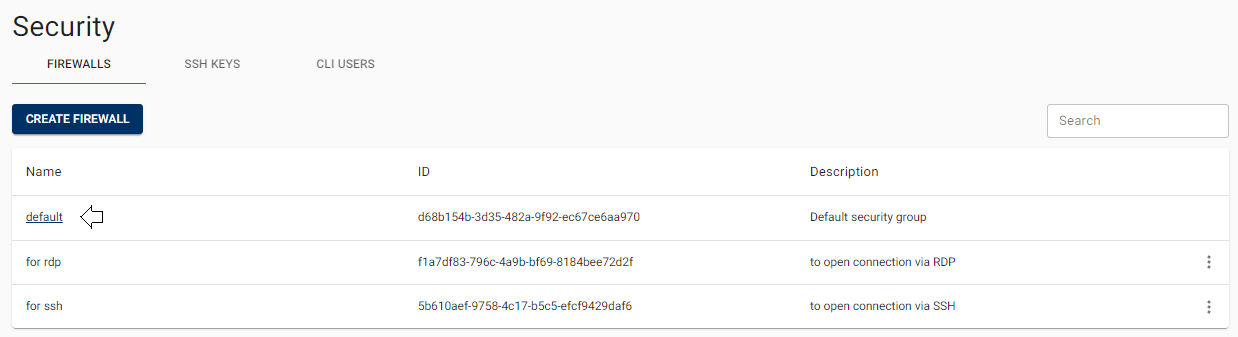 Security
FIREWALLS SSH KEYS CLI USERS
CREATE FIREWALL Search
Name ID Description
default d68b154b-3d35-482a-9f92-ec67ce6aa970 Default security group
for rdp f1a7df83-796c-4a9b-bf69-8184bee72d2f to open connection via RDP
for ssh 5b610aef-9758-4c17-b5c5-efcf9429daf6 to open connection via SSH